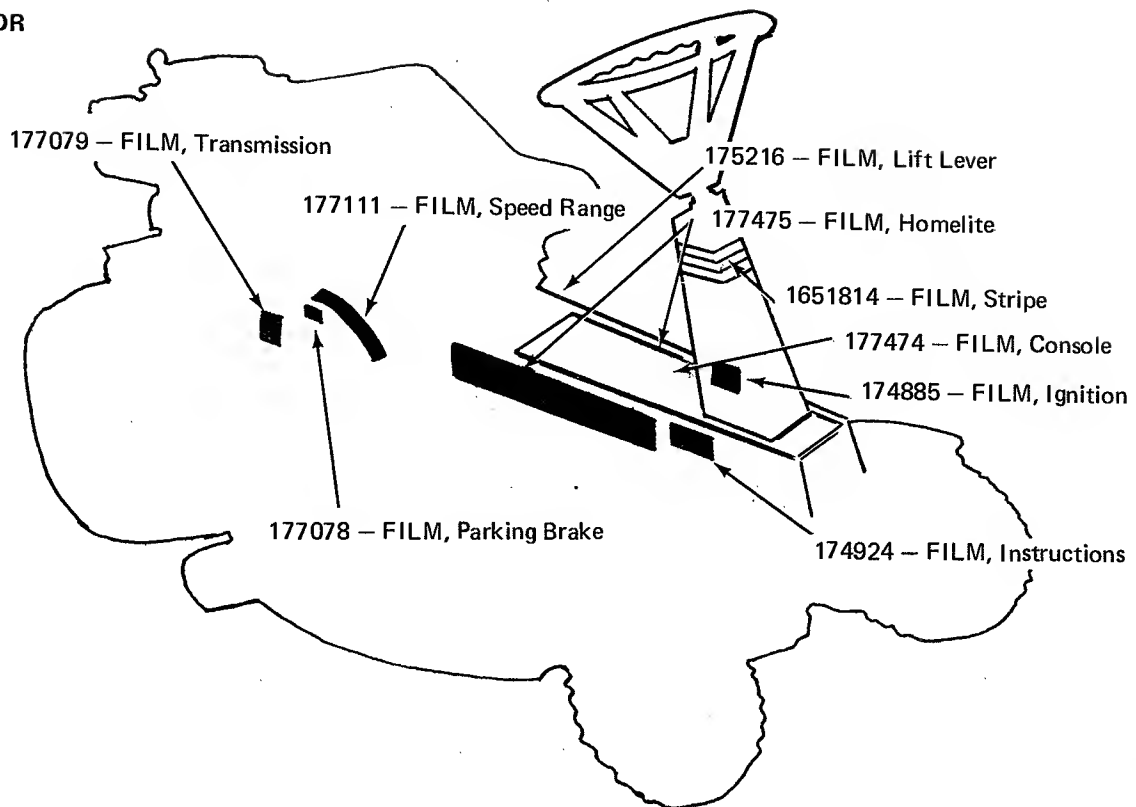 OR
177079 – FILM, Transmission
175216 – FILM, Lift Lever
177111 – FILM, Speed Range
177475 – FILM, Homelite
1651814 – FILM, Stripe
177474 – FILM, Console
174885 – FILM, Ignition
177078 – FILM, Parking Brake
174924 – FILM, Instructions